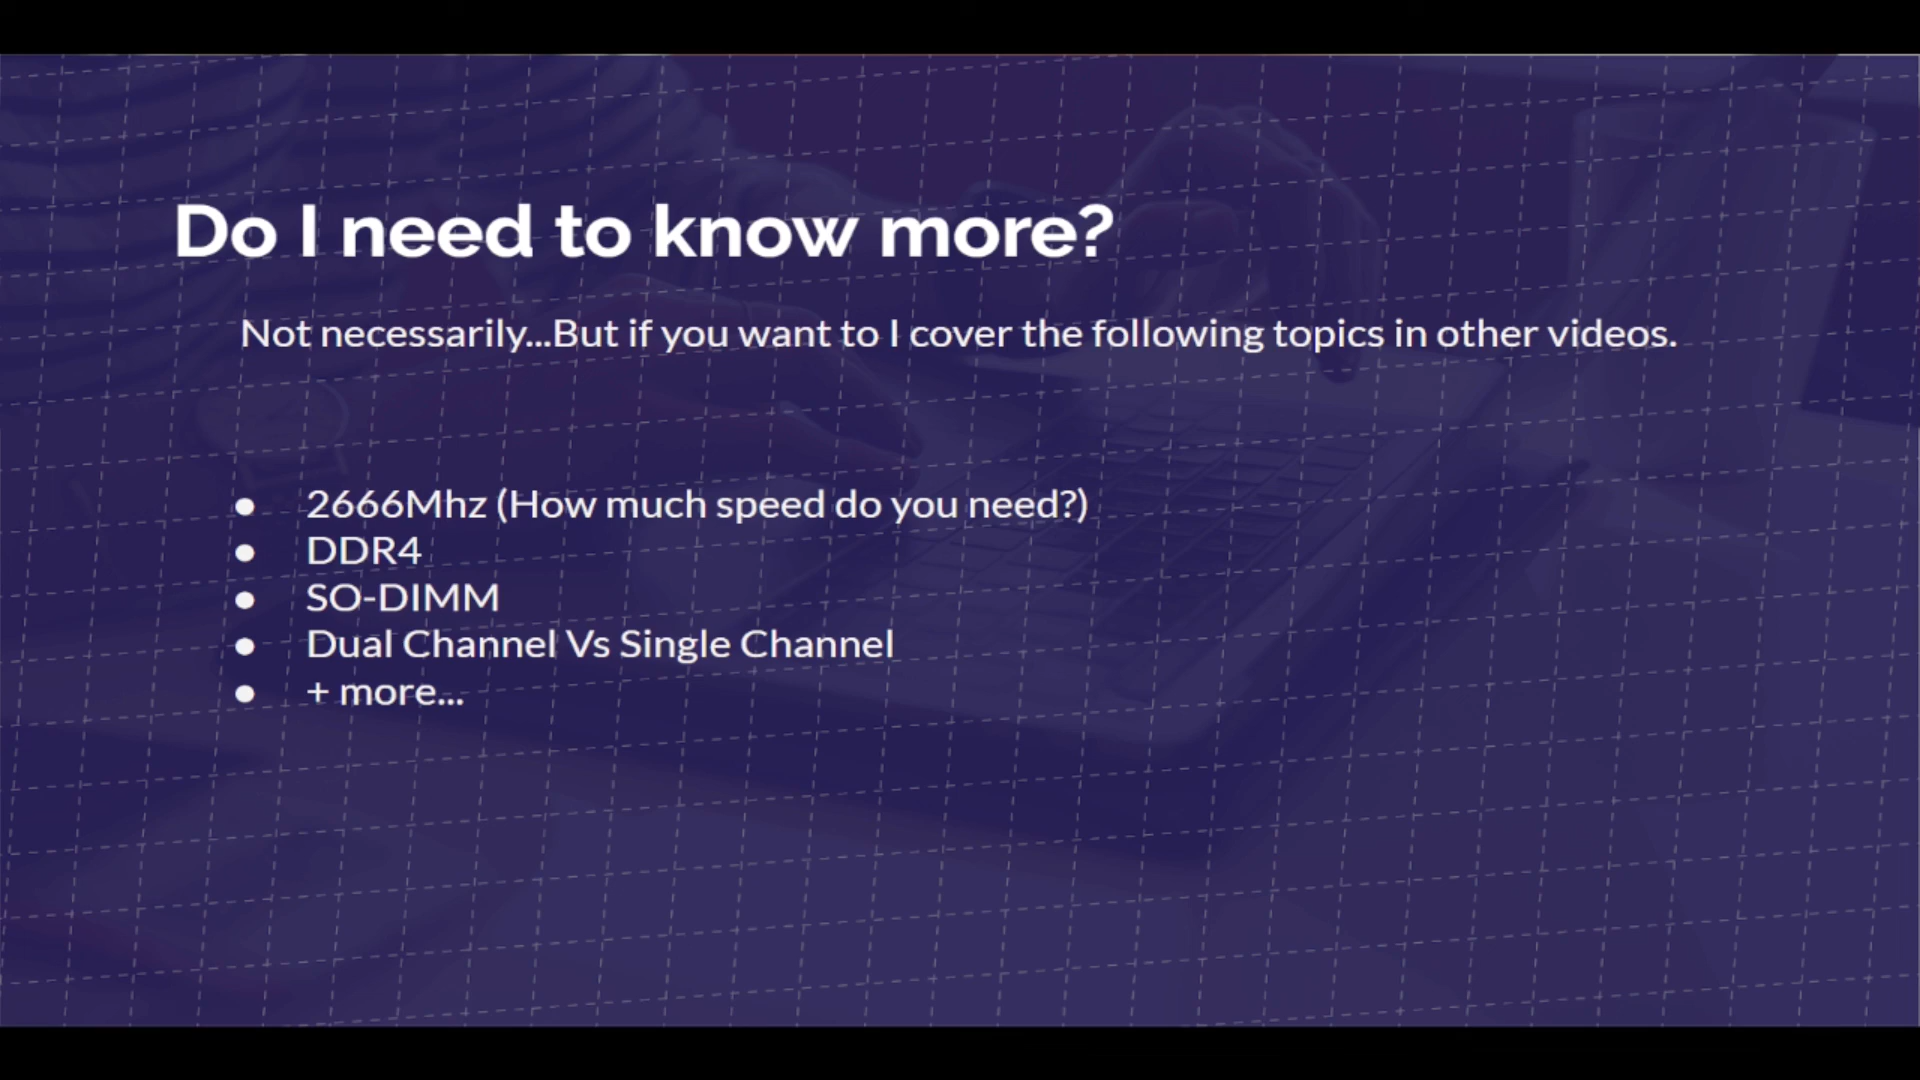 Do I need to know more?
Not necessarily...But if you want to I cover the following topics in other videos.
● 2666Mhz (How much speed do you need?)
● DDR4
● SO-DIMM
● Dual Channel Vs Single Channel
● + more...